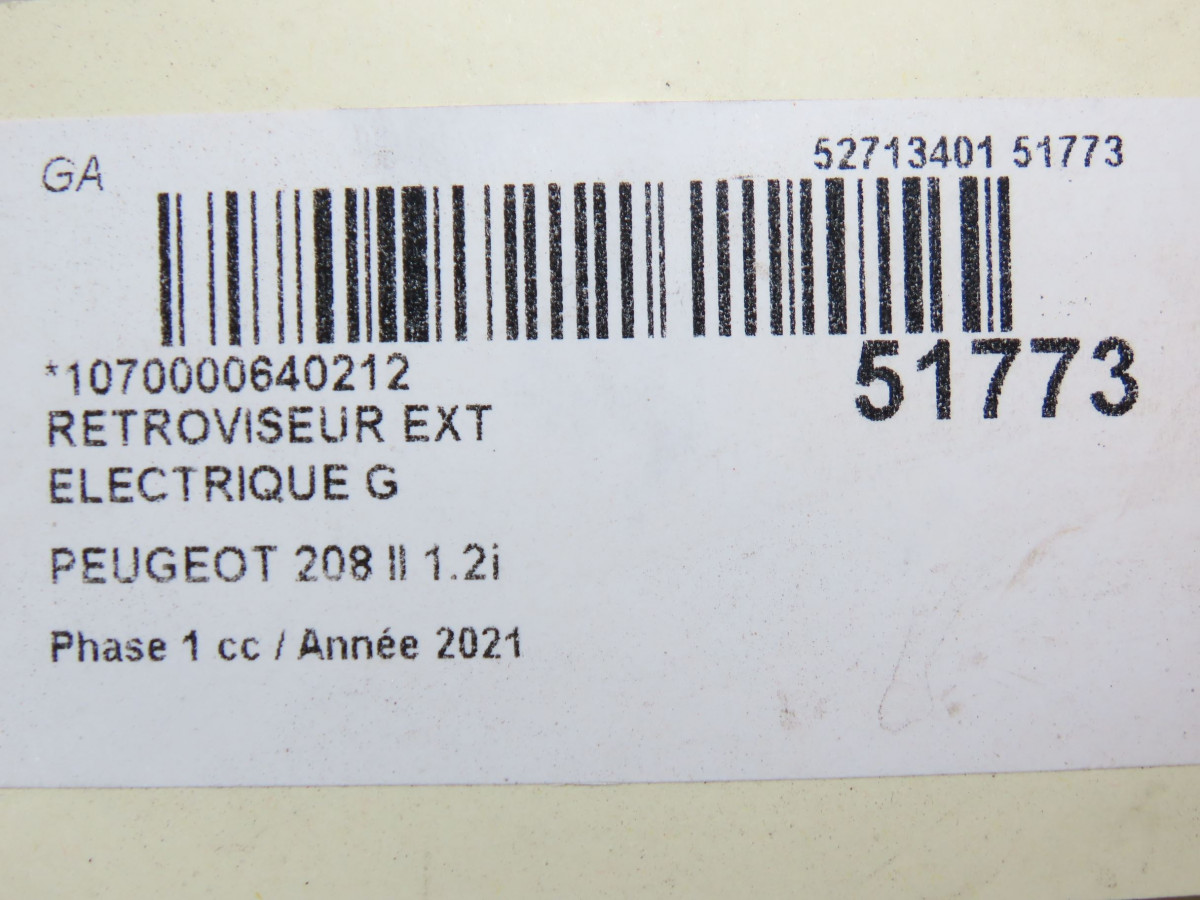 GA
52713401 51773
*1070000640212
51773
RETROVISEUR EXT
ELECTRIQUE G
PEUGEOT 208 II 1.2i
Phase 1 cc / Année 2021